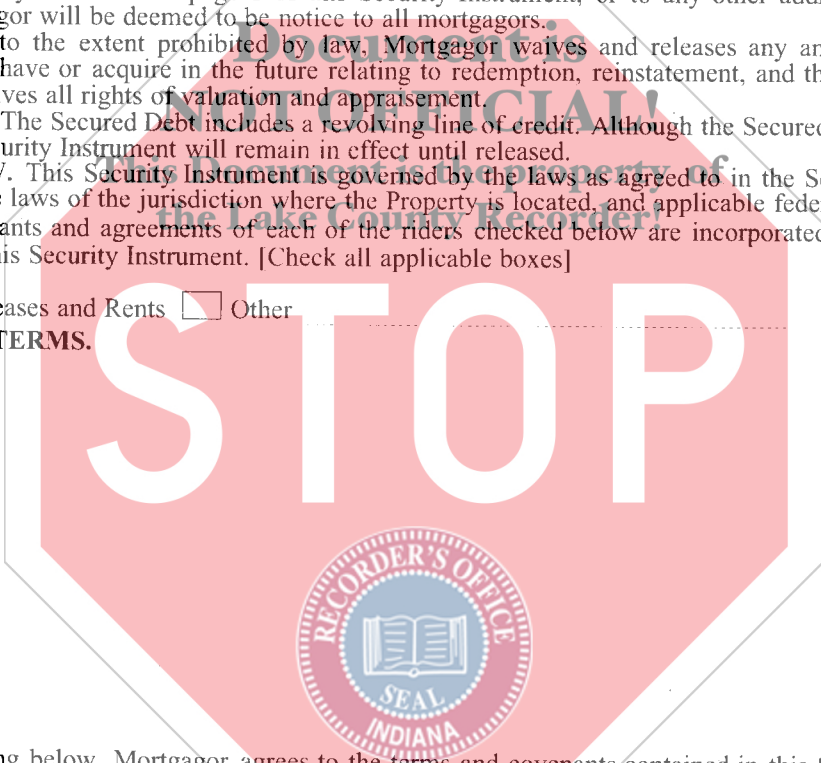 gor will be deemed to be notice to all mortgagors.
Document is
to the extent prohibited by law, Mortgagor waives and releases any an
have or acquire in the future relating to redemption, reinstatement, and th
ves all rights of valuation and appraisement.
NOT OFFICIAL!
The Secured Debt includes a revolving line of credit. Although the Secured
urity Instrument will remain in effect until released.
This Document is the property of
. This Security Instrument is governed by the laws as agreed to in the S
laws of the jurisdiction where the Property is located, and applicable fede
the Lake County Recorder!
ants and agreements of each of the riders checked below are incorporated
is Security Instrument. [Check all applicable boxes]
eases and Rents Other
TERMS.
STOP
RECORDER'S OFFICE
SEAL
INDIANA
ng below, Mortgagor agrees to the terms and covenants contained in this